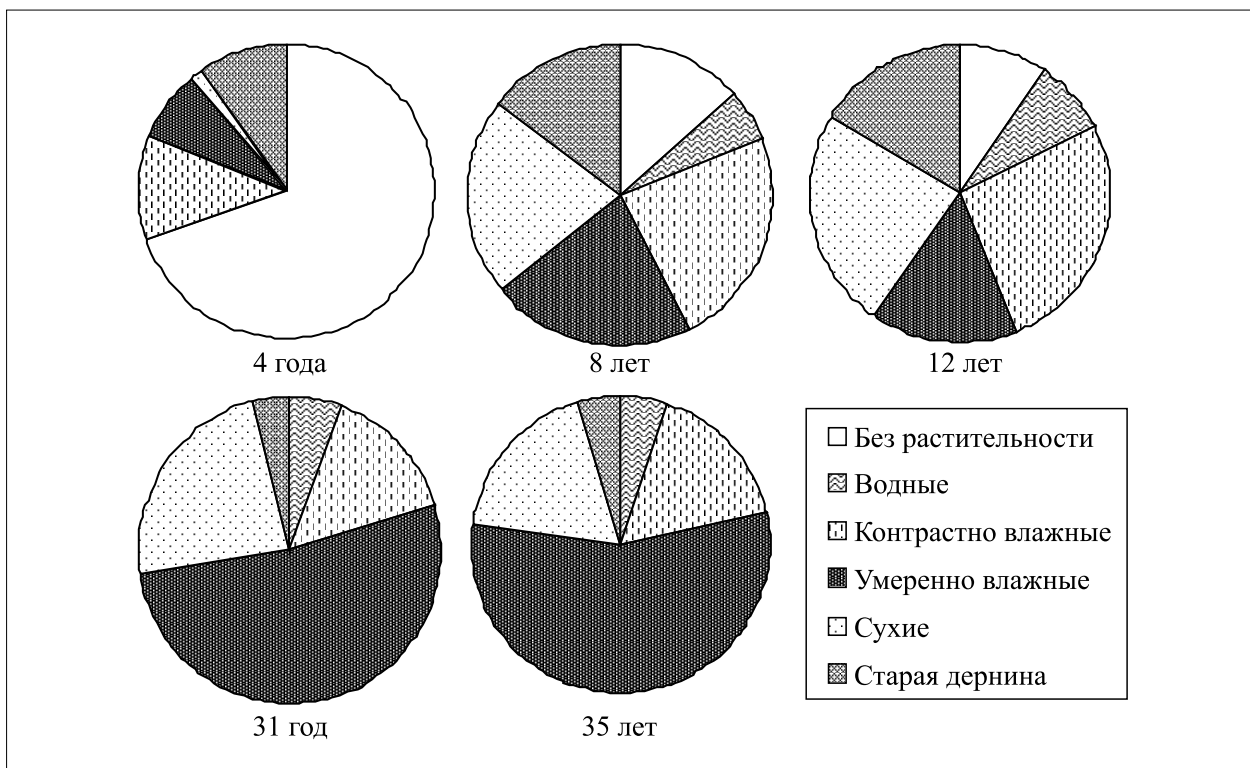 4 года
8 лет
12 лет
31 год
35 лет
Без растительности
Водные
Контрастно влажные
Умеренно влажные
Сухие
Старая дернина